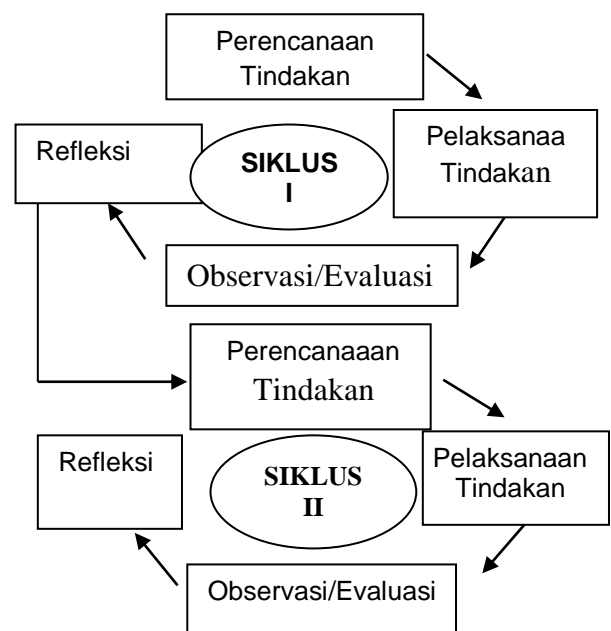 Perencanaan
Tindakan
Refleksi
SIKLUS
I
Pelaksanaa
Tindakan
Observasi/Evaluasi
Perencanaaan
Tindakan
Refleksi
SIKLUS
II
Pelaksanaan
Tindakan
Observasi/Evaluasi